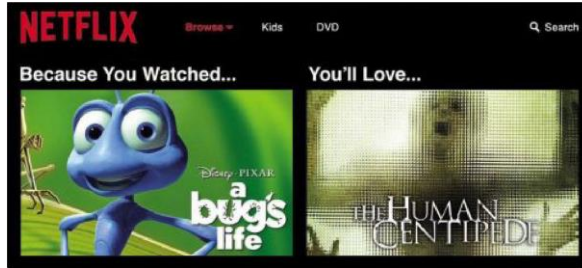 NETFLIX
Browse Kids DVD Search
Because You Watched...
You'll Love...
Disney · PIXAR
a
bug's
life
THE HUMAN
CENTIPEDE